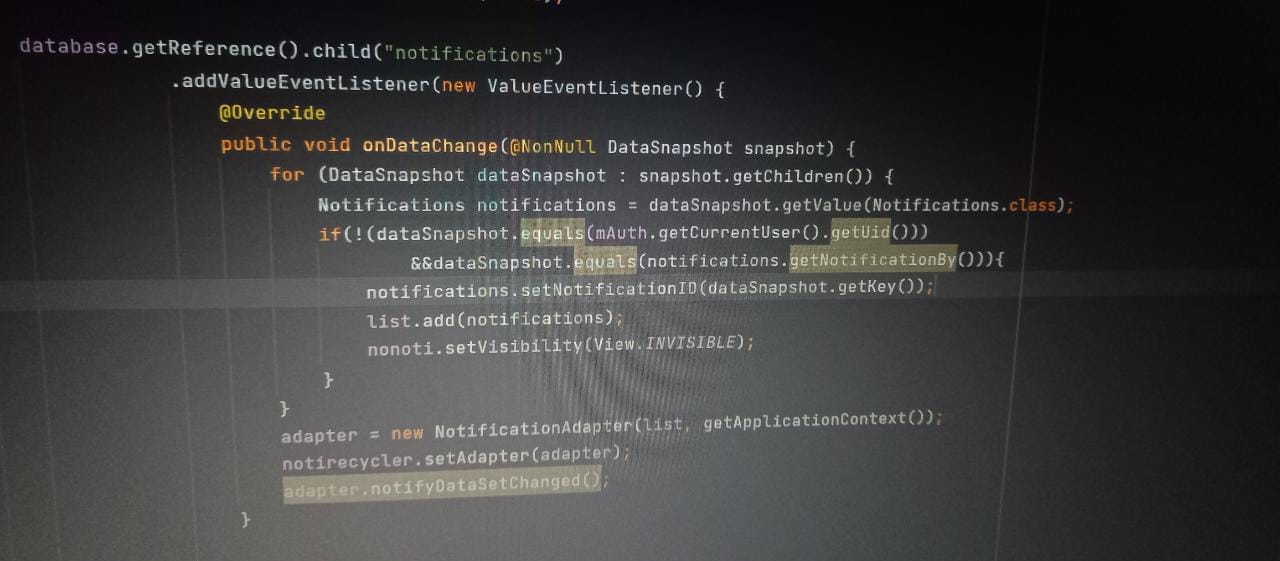 database.getReference().child("notifications")
.addValueEventListener(new ValueEventListener() {
@Override
public void onDataChange(@NonNull DataSnapshot snapshot) {
for (DataSnapshot dataSnapshot : snapshot.getChildren()) {
Notifications notifications = dataSnapshot.getValue(Notifications.class);
if(!(dataSnapshot.equals(mAuth.getCurrentUser().getUid()))
&&dataSnapshot.equals(notifications.getNotificationBy())){
notifications.setNotificationID(dataSnapshot.getKey());
list.add(notifications);
nonoti.setVisibility(View.INVISIBLE);
}
}
adapter = new NotificationAdapter(list, getApplicationContext());
notirecycler.setAdapter(adapter);
adapter.notifyDataSetChanged();
}